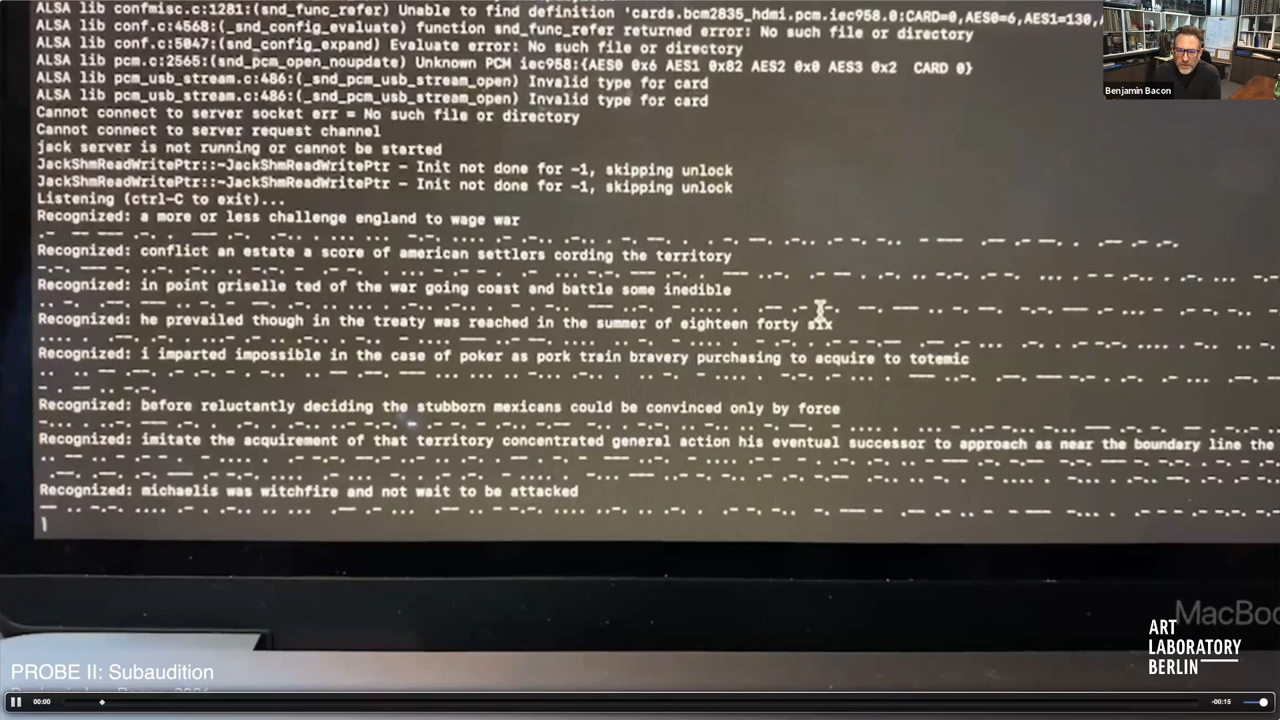 ALSA lib confmisc.c:1281:(snd_func_refer) Unable to find definition 'cards.bcm2835_hdmi.pcm.iec958.0:CARD=0,AES0=6,AES1=130,
ALSA lib conf.c:4568:(_snd_config_evaluate) function snd_func_refer returned error: No such file or directory
ALSA lib conf.c:5047:(snd_config_expand) Evaluate error: No such file or directory
ALSA lib pcm.c:2565:(snd_pcm_open_noupdate) Unknown PCM iec958:{AES0 0x6 AES1 0x82 AES2 0x0 AES3 0x2 CARD 0}
ALSA lib pcm_usb_stream.c:486:(_snd_pcm_usb_stream_open) Invalid type for card
ALSA lib pcm_usb_stream.c:486:(_snd_pcm_usb_stream_open) Invalid type for card
Cannot connect to server socket err = No such file or directory
Cannot connect to server request channel
jack server is not running or cannot be started
JackShmReadWritePtr::~JackShmReadWritePtr - Init not done for -1, skipping unlock
JackShmReadWritePtr::~JackShmReadWritePtr - Init not done for -1, skipping unlock
Listening (ctrl-C to exit)...
Recognized: a more or less challenge england to wage war
Recognized: conflict an estate a score of american settlers cording the territory
Recognized: in point griselle ted of the war going coast and battle some inedible
Recognized: he prevailed though in the treaty was reached in the summer of eighteen forty six
Recognized: i imparted impossible in the case of poker as pork train bravery purchasing to acquire to totemic
Recognized: before reluctantly deciding the stubborn mexicans could be convinced only by force
Recognized: imitate the acquirement of that territory concentrated general action his eventual successor to approach as near the boundary line the
Recognized: michaelis was witchfire and not wait to be attacked
Benjamin Bacon
MacBoo
ART
LABORATORY
BERLIN
PROBE II: Subaudition
00:00
-00:15